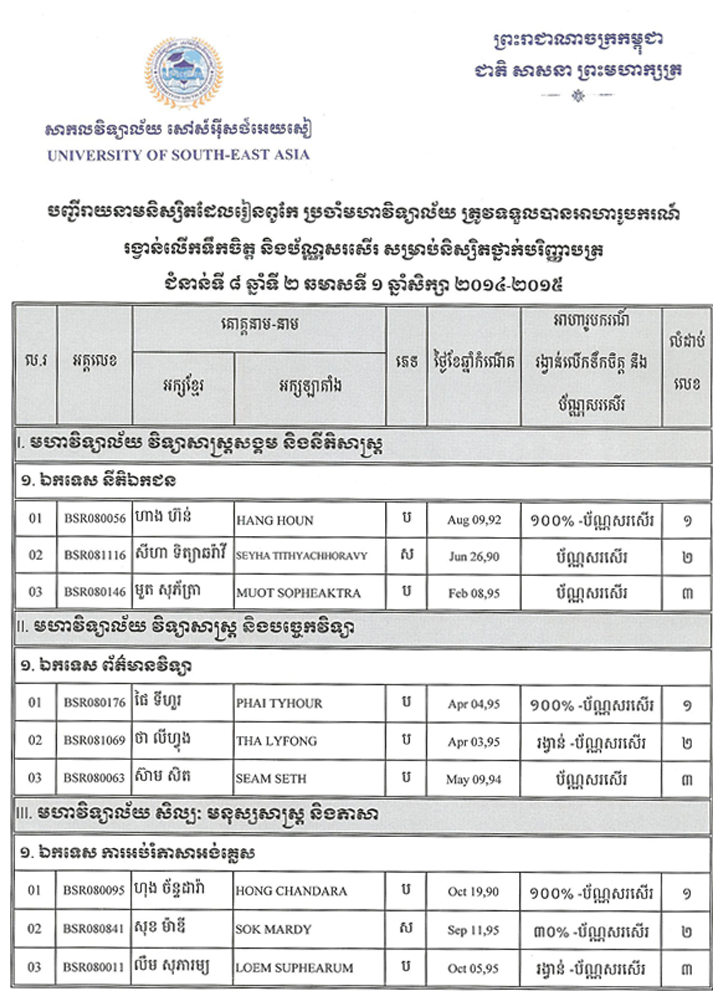 ព្រះរាជាណាចក្រកម្ពុជា
ជាតិ សាសនា ព្រះមហាក្សត្រ
សាកលវិទ្យាល័យ សៅស៍អ៊ីសថ៍អេយសៀ
UNIVERSITY OF SOUTH-EAST ASIA
បញ្ជីរាយនាមនិស្សិតដែលរៀនពូកែ ប្រចាំមហាវិទ្យាល័យ ត្រូវទទួលបានអាហារូបករណ៍
រង្វាន់លើកទឹកចិត្ត និងប័ណ្ណសរសើរ សម្រាប់និស្សិតថ្នាក់បរិញ្ញាបត្រ
ជំនាន់ទី ៨ ឆ្នាំទី ២ ឆមាសទី ១ ឆ្នាំសិក្សា ២០១៤-២០១៥
ល.រ អត្តលេខ គោត្តនាម-នាម ភេទ ថ្ងៃខែឆ្នាំកំណើត អាហារូបករណ៍ រង្វាន់លើកទឹកចិត្ត និង ប័ណ្ណសរសើរ លំដាប់ លេខ
អក្សរខ្មែរ អក្សរឡាតាំង
I. មហាវិទ្យាល័យ វិទ្យាសាស្ត្រសង្គម និងនីតិសាស្ត្រ
១. ឯកទេស នីតិឯកជន
01 BSR080056 ហាង ហ៊ន់ HANG HOUN ប Aug 09,92 ១០០% -ប័ណ្ណសរសើរ ១
02 BSR081116 សីហា ទិត្យាឆរ៉ាវី SEYHA TITHYACHHORAVY ស Jun 26,90 ប័ណ្ណសរសើរ ២
03 BSR080146 មួត សុភ័ក្ត្រា MUOT SOPHEAKTRA ប Feb 08,95 ប័ណ្ណសរសើរ ៣
II. មហាវិទ្យាល័យ វិទ្យាសាស្ត្រ និងបច្ចេកវិទ្យា
១. ឯកទេស ព័ត៌មានវិទ្យា
01 BSR080176 ផៃ ទីហួរ PHAI TYHOUR ប Apr 04,95 ១០០% -ប័ណ្ណសរសើរ ១
02 BSR081069 ថា លីហ្វុង THA LYFONG ប Apr 03,95 រង្វាន់ -ប័ណ្ណសរសើរ ២
03 BSR080063 ស៊ាម សិត SEAM SETH ប May 09,94 ប័ណ្ណសរសើរ ៣
III. មហាវិទ្យាល័យ សិល្បៈ មនុស្សសាស្ត្រ និងភាសា
១. ឯកទេស ការអប់រំភាសាអង់គ្លេស
01 BSR080095 ហុង ច័ន្ទដារ៉ា HONG CHANDARA ប Oct 19,90 ១០០% -ប័ណ្ណសរសើរ ១
02 BSR080841 សុខ ម៉ាឌី SOK MARDY ស Sep 11,95 ៣០% -ប័ណ្ណសរសើរ ២
03 BSR080011 លឹម សុភារម្យ LOEM SUPHEARUM ប Oct 05,95 រង្វាន់ -ប័ណ្ណសរសើរ ៣